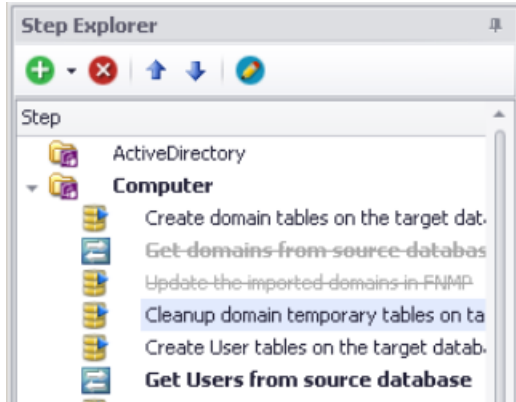 Step Explorer
Step
ActiveDirectory
Computer
Create domain tables on the target dat
Get domains from source databas
Update the imported domains in FNMP
Cleanup domain temporary tables on ta
Create User tables on the target datab
Get Users from source database